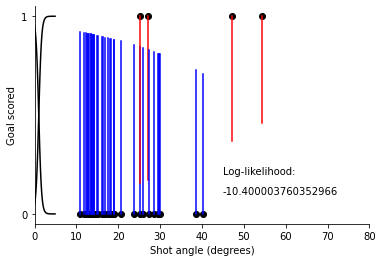 1
Goal scored
Log-likelihood:
-10.400003760352966
0
0 10 20 30 40 50 60 70 80
Shot angle (degrees)